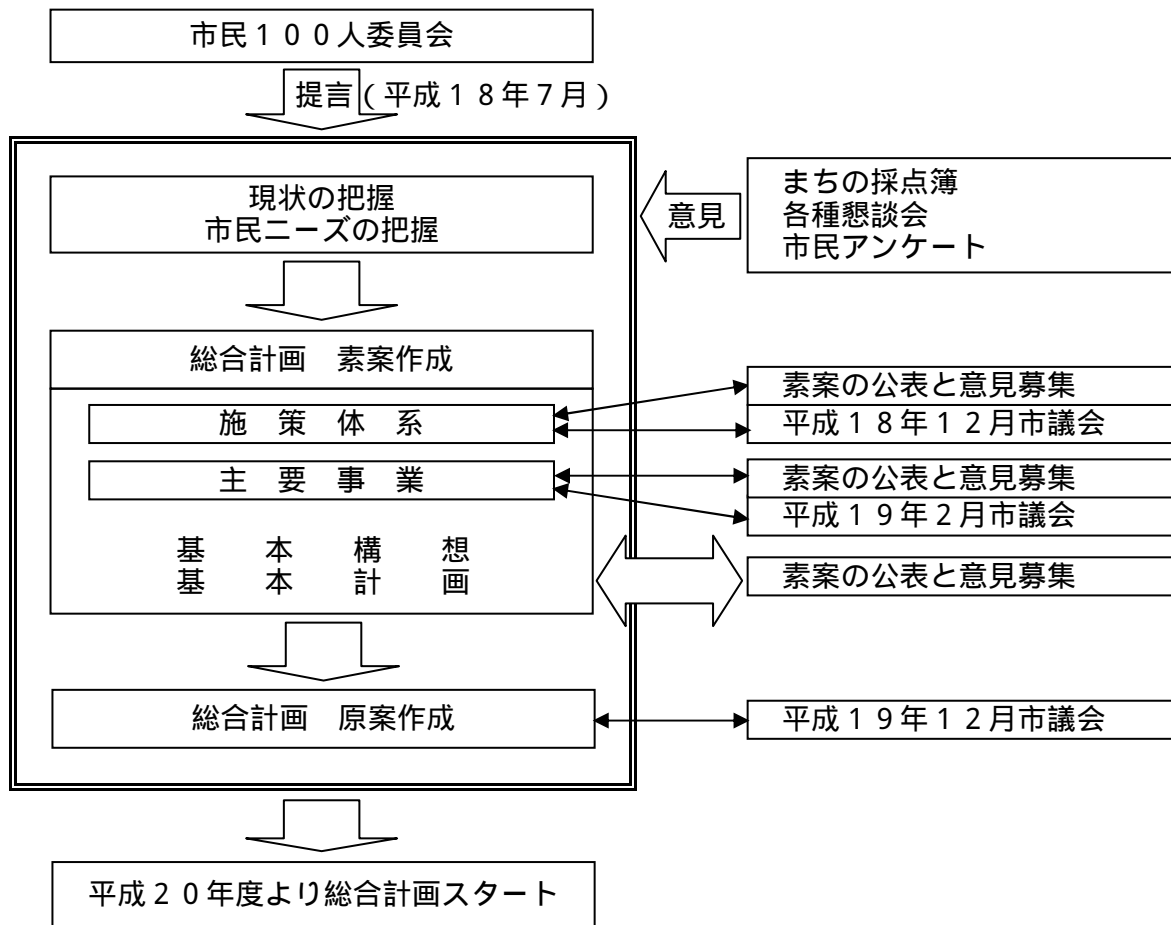 市民１００人委員会
提言（平成１８年７月）
現状の把握
市民ニーズの把握
まちの採点簿
各種懇談会
市民アンケート
意見
総合計画　素案作成
施　策　体　系
主　要　事　業
基　本　構　想
基　本　計　画
素案の公表と意見募集
平成１８年１２月市議会
素案の公表と意見募集
平成１９年２月市議会
素案の公表と意見募集
総合計画　原案作成
平成１９年１２月市議会
平成２０年度より総合計画スタート